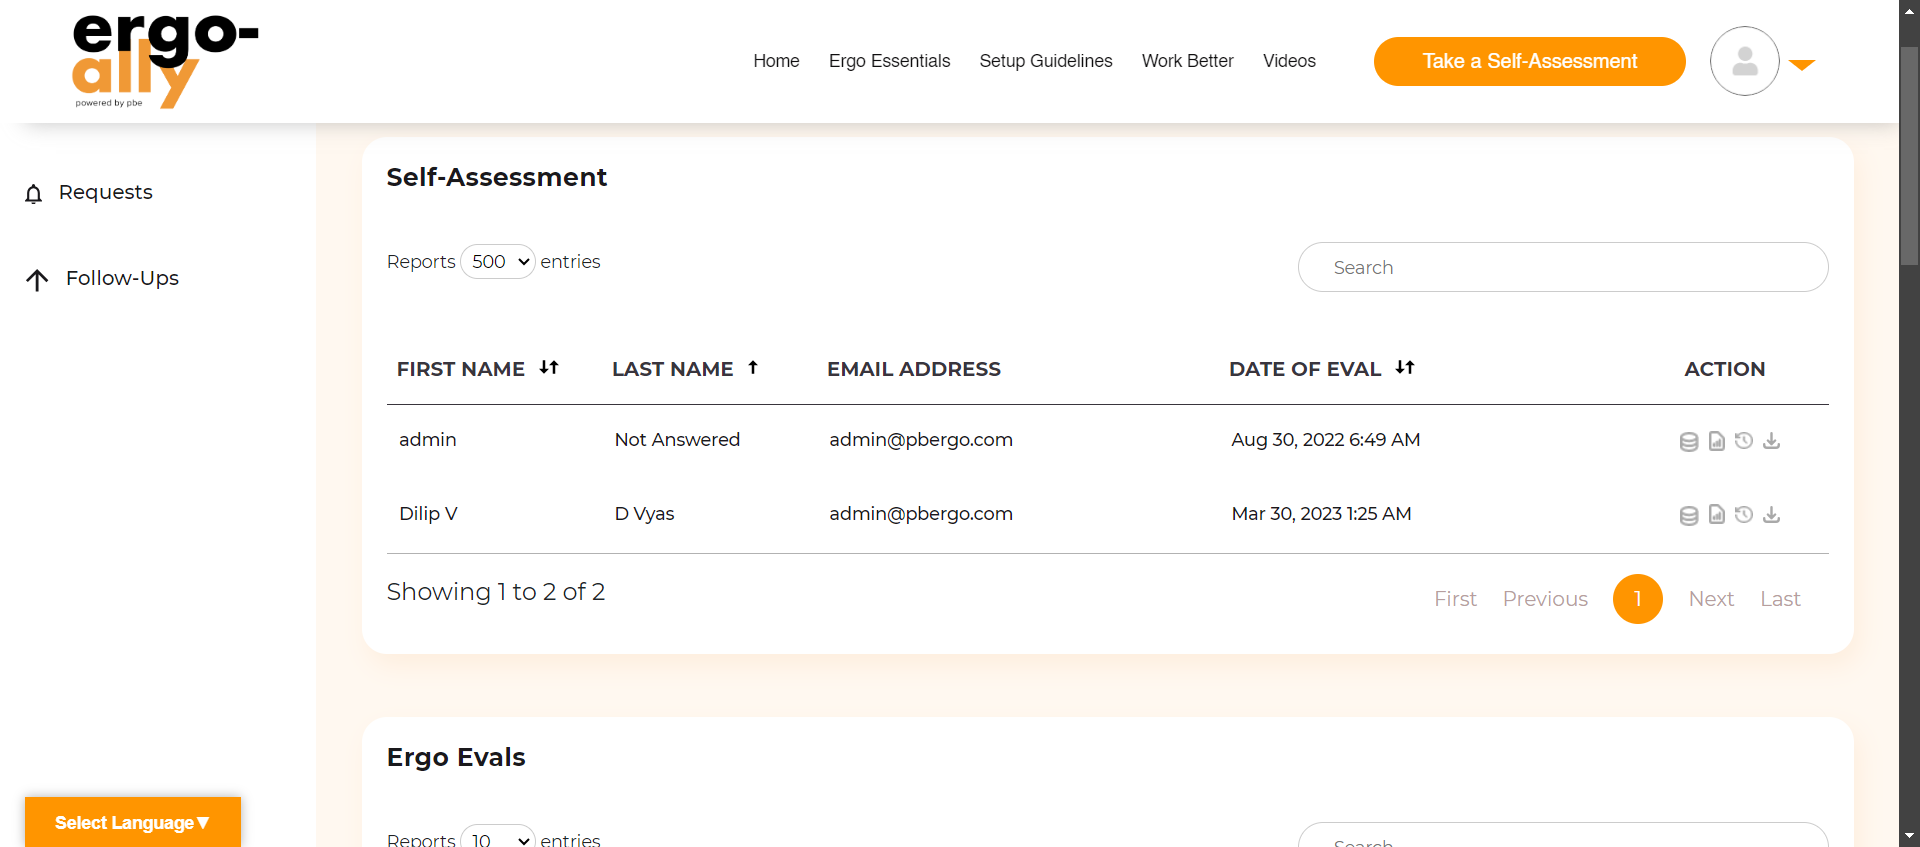 ergo-
ally
powered by pbe
Home Ergo Essentials Setup Guidelines Work Better Videos Take a Self-Assessment
Requests
Follow-Ups
Self-Assessment
Reports 500 entries
Search
FIRST NAME LAST NAME EMAIL ADDRESS DATE OF EVAL ACTION
admin Not Answered admin@pbergo.com Aug 30, 2022 6:49 AM
Dilip V D Vyas admin@pbergo.com Mar 30, 2023 1:25 AM
Showing 1 to 2 of 2
First Previous 1 Next Last
Ergo Evals
Reports 10 entries
Search
Select Language▼